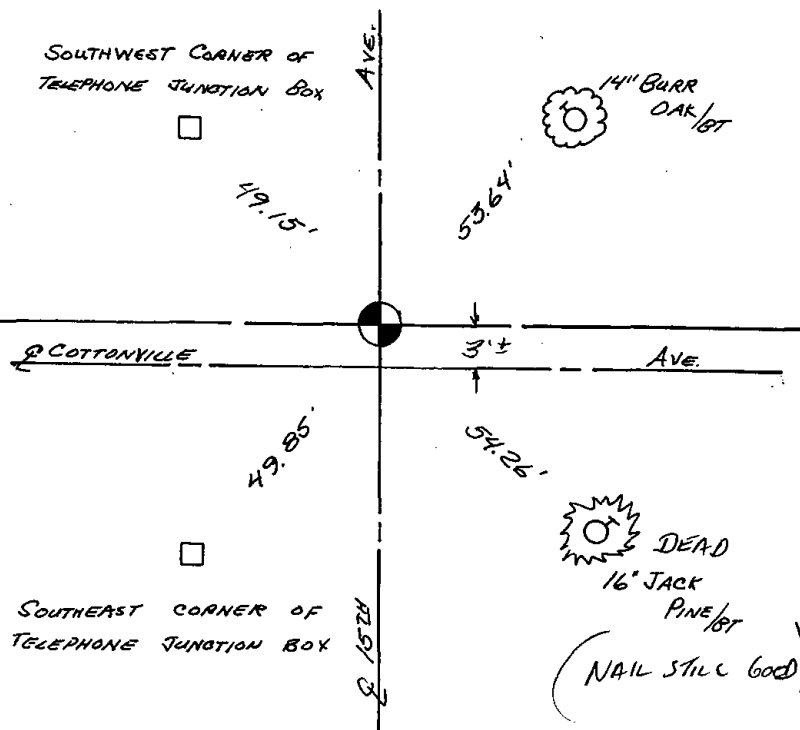 SOUTHWEST CORNER OF
TELEPHONE JUNCTION BOX
AVE.
14" BURR
OAK/BT
49.15'
53.64'
℄ COTTONVILLE
3'±
AVE.
49.85'
54.26'
SOUTHEAST CORNER OF
TELEPHONE JUNCTION BOX
℄ 15TH
DEAD
16" JACK
PINE/BT
(NAIL STILL GOOD)